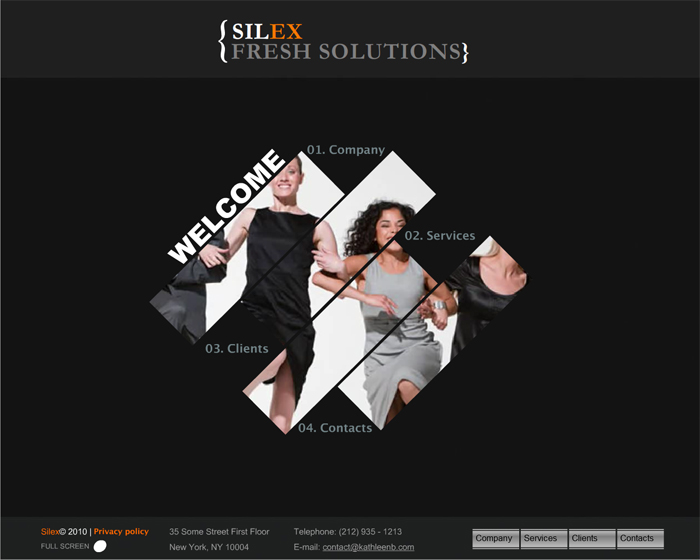 {SILEX
FRESH SOLUTIONS}
WELCOME
01. Company
02. Services
03. Clients
04. Contacts
Silex© 2010 | Privacy policy
FULL SCREEN
35 Some Street First Floor
New York, NY 10004
Telephone: (212) 935 - 1213
E-mail: contact@kathleenb.com
Company Services Clients Contacts